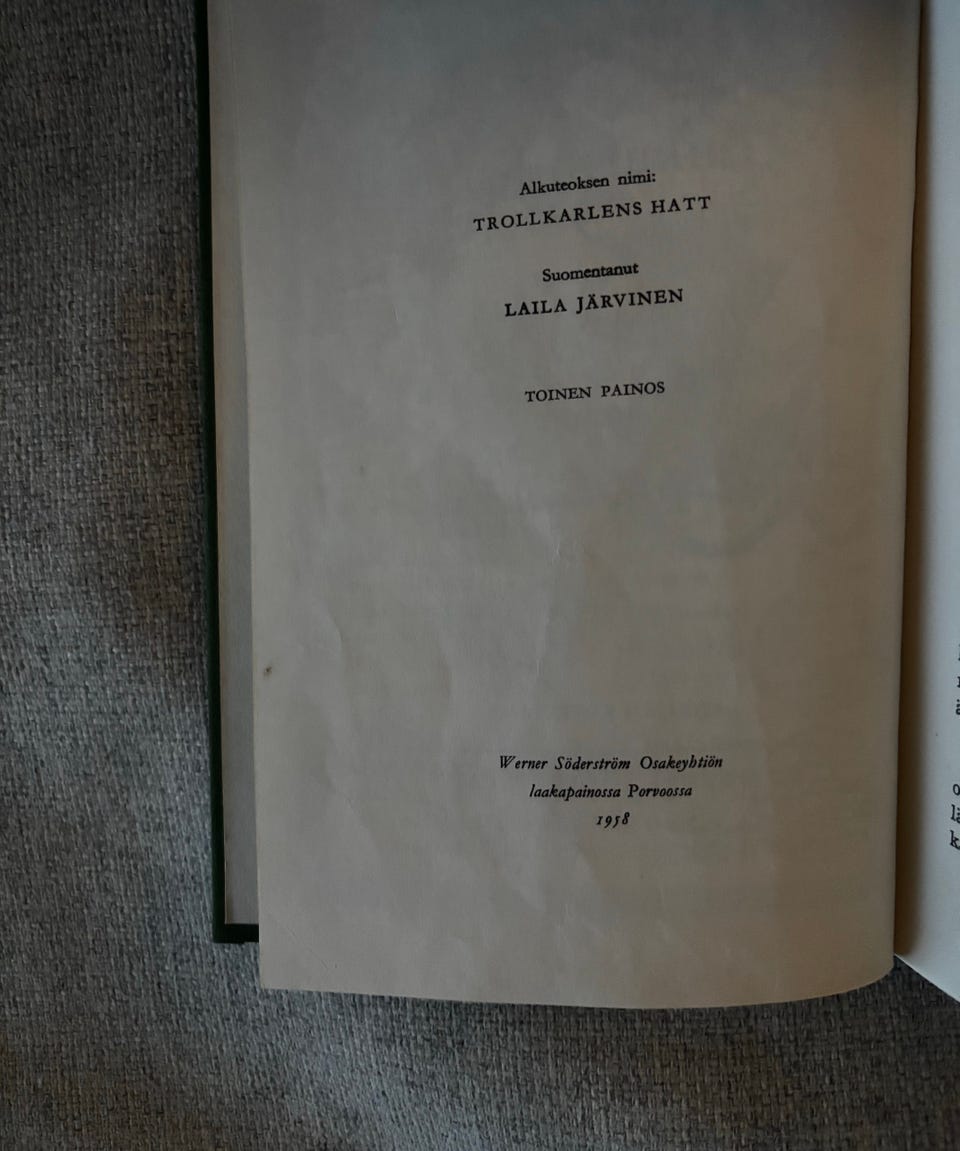 Alkuteoksen nimi:
TROLLKARLENS HATT
Suomentanut
LAILA JÄRVINEN
TOINEN PAINOS
Werner Söderström Osakeyhtiön
laakapainossa Porvoossa
1958